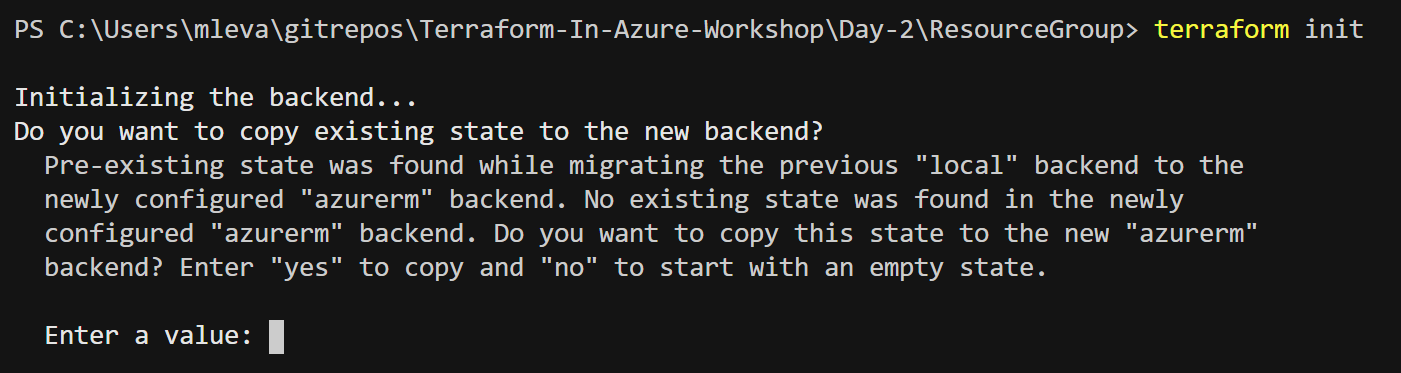 PS C:\Users\mleva\gitrepos\Terraform-In-Azure-Workshop\Day-2\ResourceGroup> terraform init
Initializing the backend...
Do you want to copy existing state to the new backend?
Pre-existing state was found while migrating the previous "local" backend to the
newly configured "azurerm" backend. No existing state was found in the newly
configured "azurerm" backend. Do you want to copy this state to the new "azurerm"
backend? Enter "yes" to copy and "no" to start with an empty state.
Enter a value: